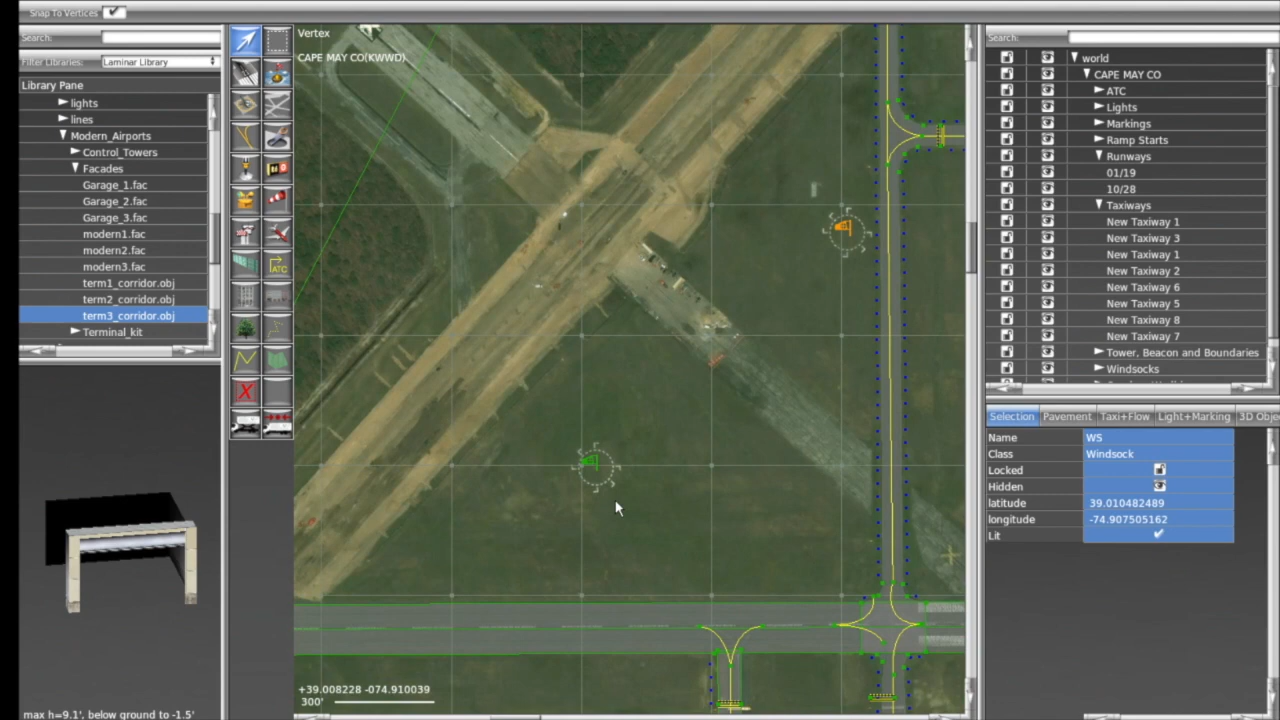 Snap To Vertices
Search:
Filter Libraries: Laminar Library
Library Pane
lights
lines
Modern_Airports
Control_Towers
Facades
Garage_1.fac
Garage_2.fac
Garage_3.fac
modern1.fac
modern2.fac
modern3.fac
term1_corridor.obj
term2_corridor.obj
term3_corridor.obj
Terminal_kit
max h=9.1', below ground to -1.5'
ATC
Vertex
CAPE MAY CO(KWWD)
+39.008228 -074.910039
300'
Search:
world
CAPE MAY CO
ATC
Lights
Markings
Ramp Starts
Runways
01/19
10/28
Taxiways
New Taxiway 1
New Taxiway 3
New Taxiway 1
New Taxiway 2
New Taxiway 6
New Taxiway 5
New Taxiway 8
New Taxiway 7
Tower, Beacon and Boundaries
Windsocks
Selection Pavement Taxi+Flow Light+Marking 3D Obje
Name WS
Class Windsock
Locked
Hidden
latitude 39.010482489
longitude -74.907505162
Lit